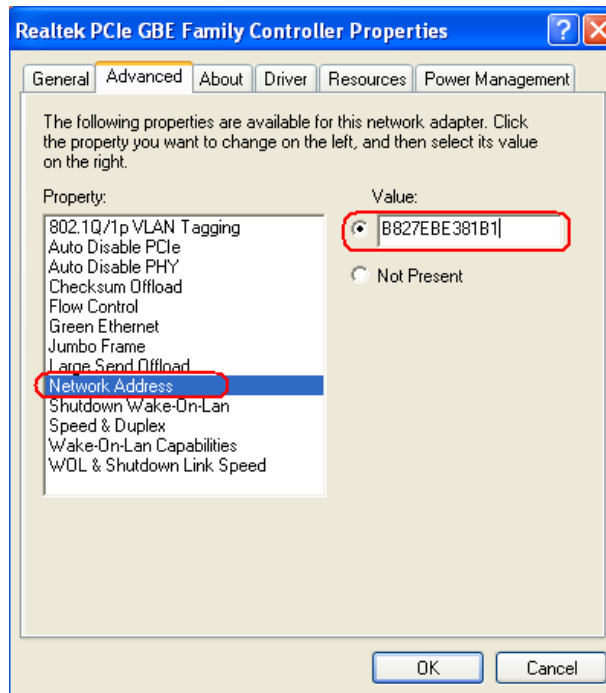 Realtek PCIe GBE Family Controller Properties
General Advanced About Driver Resources Power Management
The following properties are available for this network adapter. Click
the property you want to change on the left, and then select its value
on the right.
Property:
802.1Q/1p VLAN Tagging
Auto Disable PCIe
Auto Disable PHY
Checksum Offload
Flow Control
Green Ethernet
Jumbo Frame
Large Send Offload
Network Address
Shutdown Wake-On-Lan
Speed & Duplex
Wake-On-Lan Capabilities
WOL & Shutdown Link Speed
Value:
B827EBE381B1
Not Present
OK Cancel